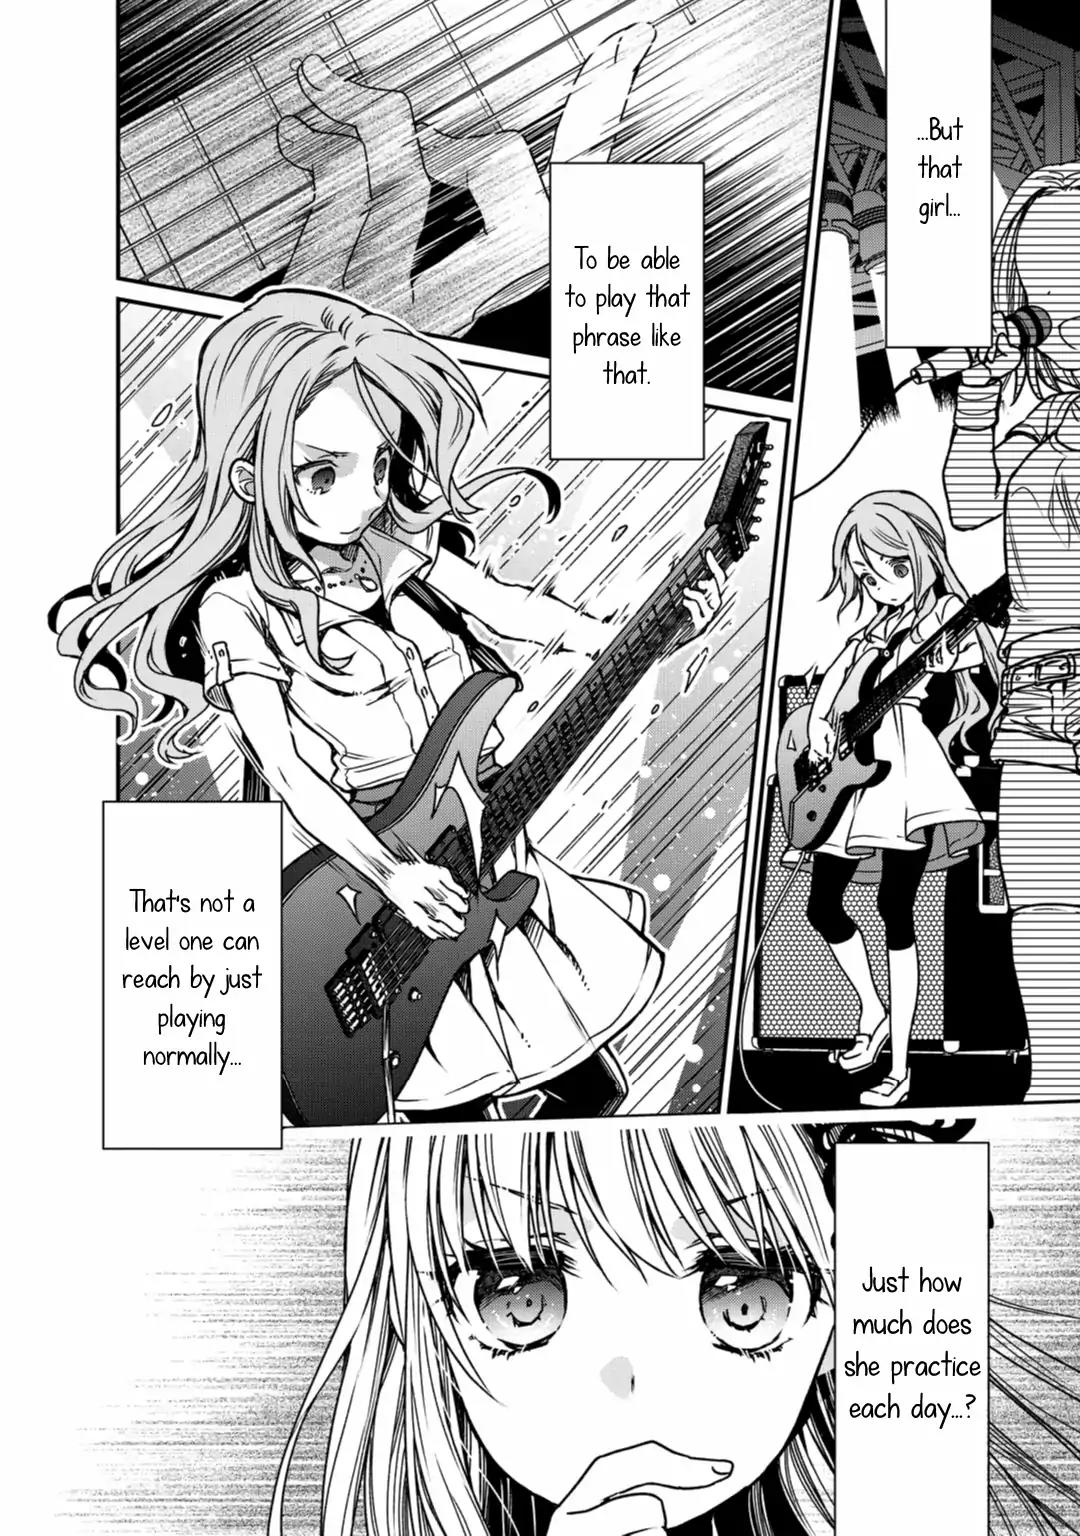 ...But
that
girl...
To be able
to play that
phrase like
that.
That's not a
level one can
reach by just
playing
normally...
Just how
much does
she practice
each day...?